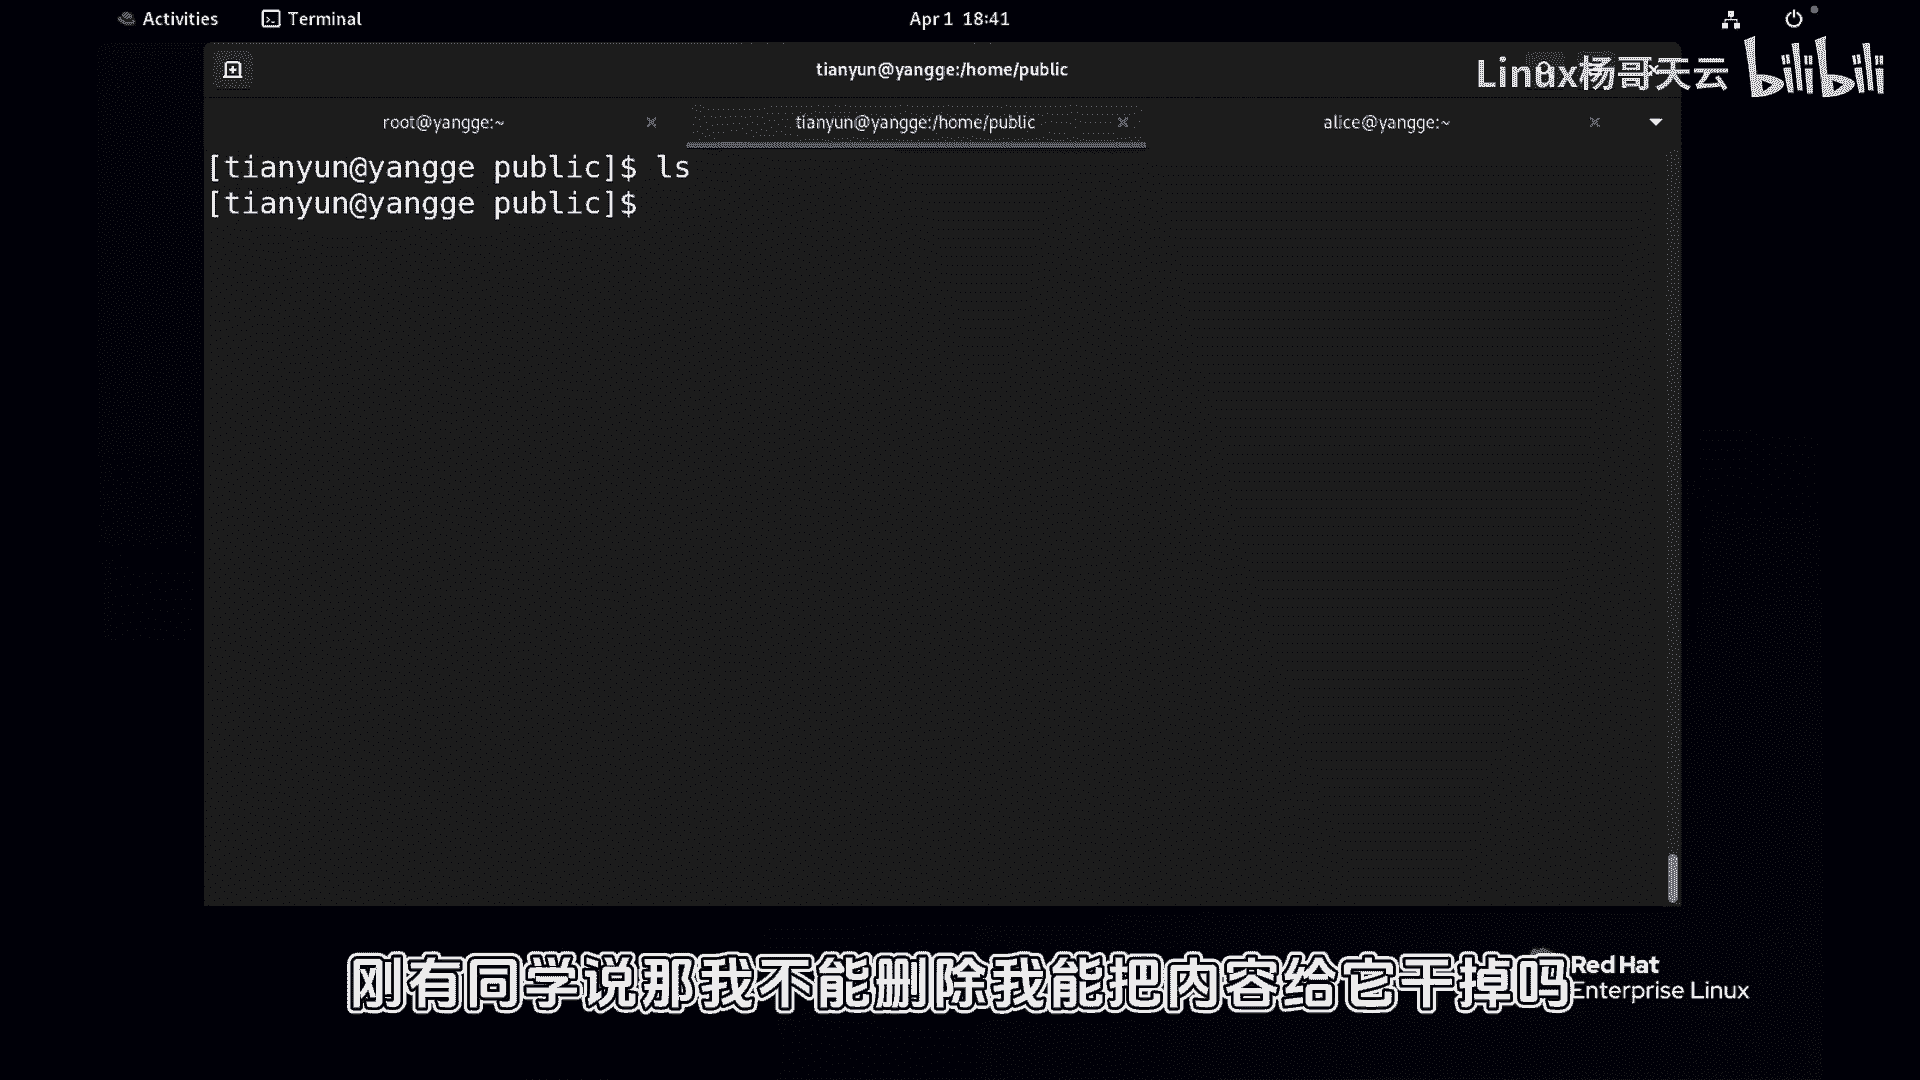 Activities
Terminal
Apr 1 18:41
tianyun@yangge:/home/public
Linux杨哥天云
bilibili
root@yangge:~
tianyun@yangge:/home/public
alice@yangge:~
[tianyun@yangge public]$ ls
[tianyun@yangge public]$
刚有同学说那我不能删除我能把内容给它干掉吗
Red Hat
Enterprise Linux